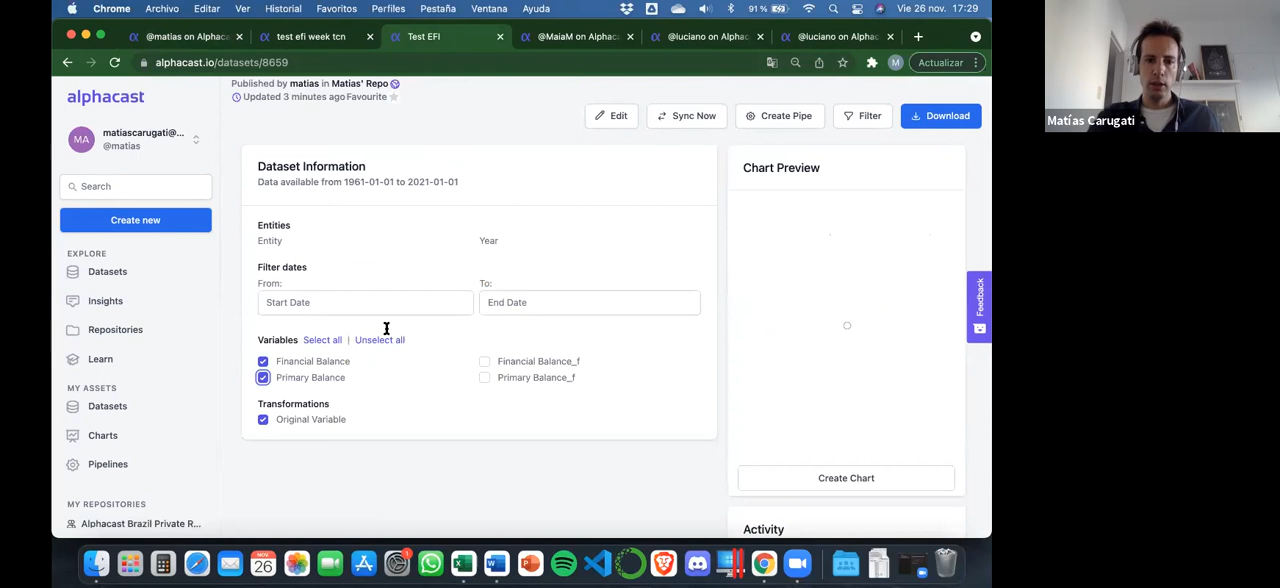 Chrome Archivo Editar Ver Historial Favoritos Perfiles Pestaña Ventana Ayuda 91 % Vie 26 nov. 17:29
@matias on Alphac test efi week tcn Test EFI @MaiaM on Alphac @luciano on Alphac @luciano on Alphac
alphacast.io/datasets/8659 M Actualizar
Published by matias in Matias' Repo
Updated 3 minutes ago Favourite
alphacast
Edit Sync Now Create Pipe Filter Download
MA matiascarugati@...
@matias
Search
Create new
EXPLORE
Datasets
Insights
Repositories
Learn
MY ASSETS
Datasets
Charts
Pipelines
MY REPOSITORIES
Alphacast Brazil Private R...
Dataset Information
Data available from 1961-01-01 to 2021-01-01
Entities
Entity Year
Filter dates
From: To:
Start Date End Date
Variables Select all | Unselect all
Financial Balance Financial Balance_f
Primary Balance Primary Balance_f
Transformations
Original Variable
Chart Preview
Create Chart
Activity
Feedback
Matías Carugati
NOV
26
1